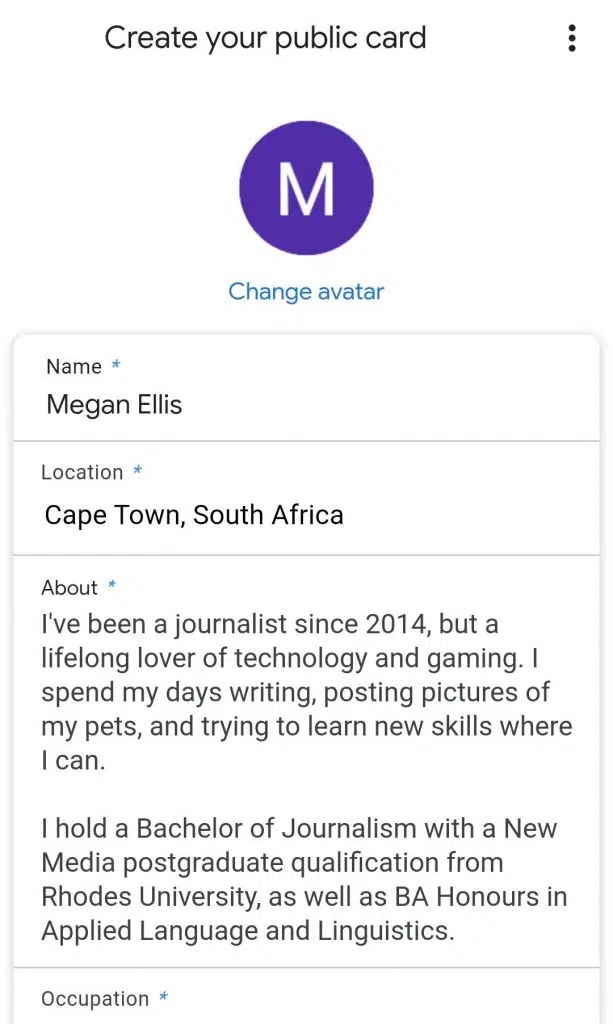 Create your public card
M
Change avatar
Name *
Megan Ellis
Location *
Cape Town, South Africa
About *
I've been a journalist since 2014, but a
lifelong lover of technology and gaming. I
spend my days writing, posting pictures of
my pets, and trying to learn new skills where
I can.
I hold a Bachelor of Journalism with a New
Media postgraduate qualification from
Rhodes University, as well as BA Honours in
Applied Language and Linguistics.
Occupation *